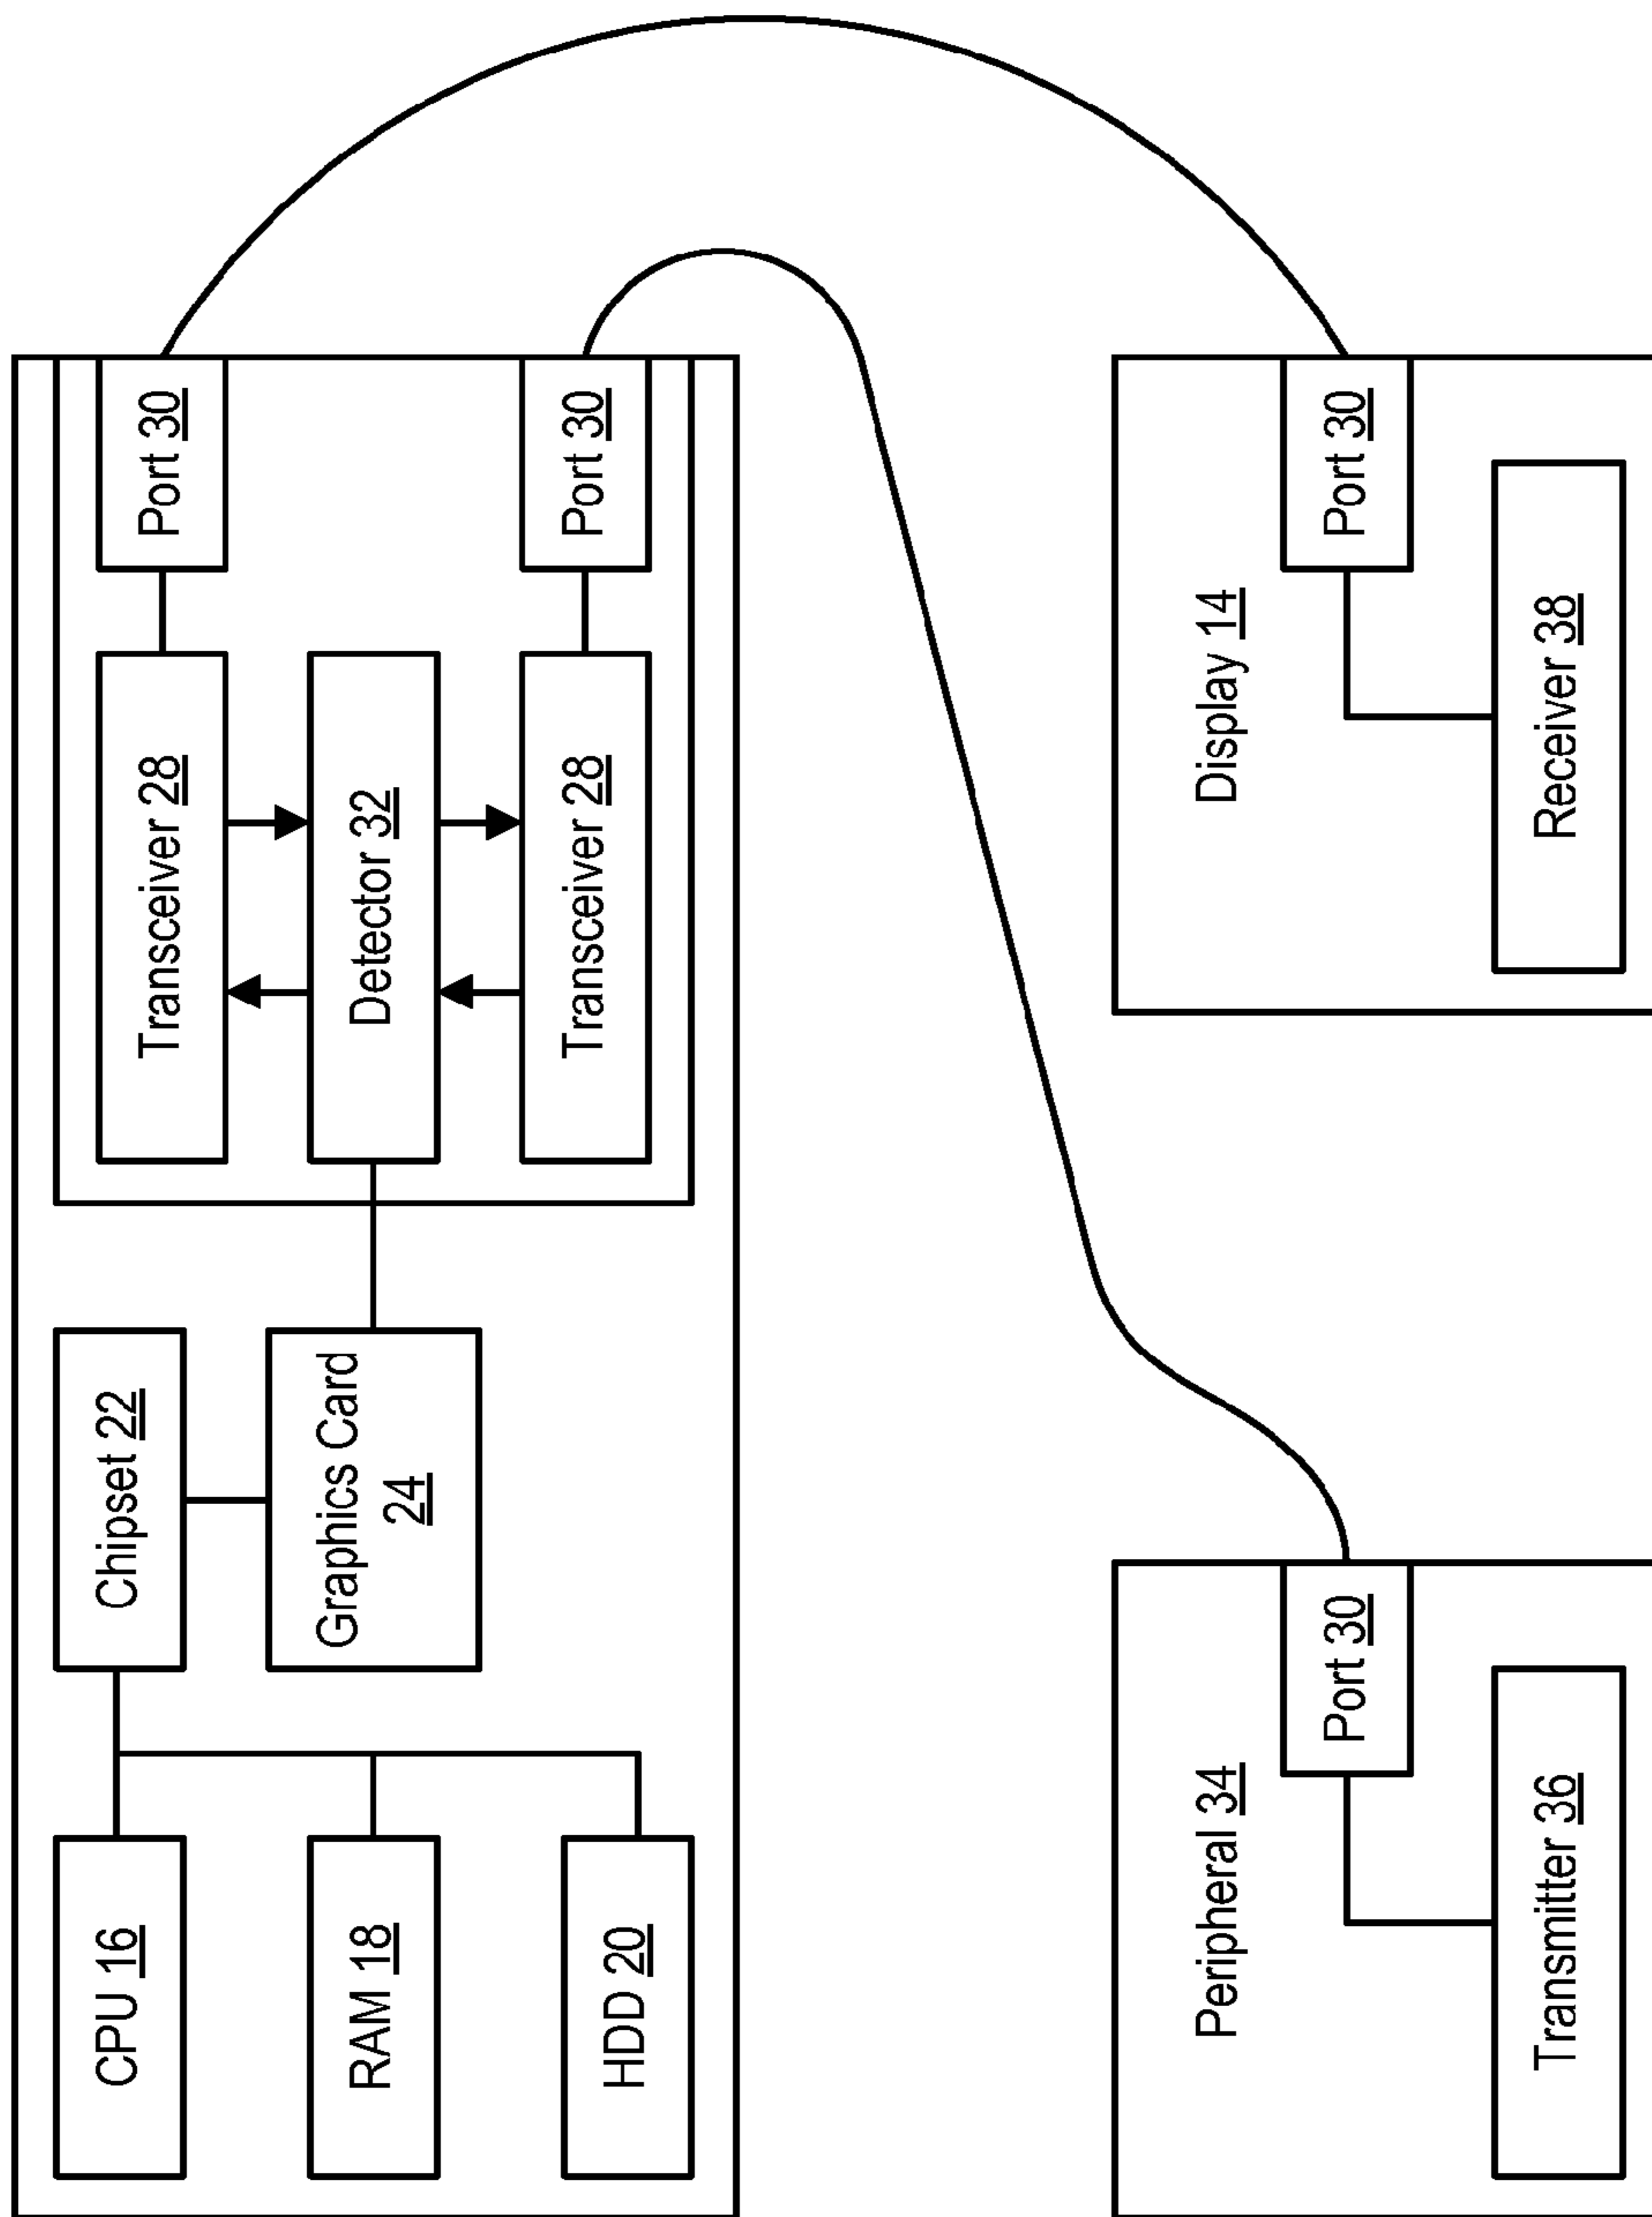 CPU 16
Chipset 22
Transceiver 28
Port 30
RAM 18
Graphics Card
24
Detector 32
HDD 20
Transceiver 28
Port 30
Peripheral 34
Port 30
Transmitter 36
Display 14
Port 30
Receiver 38